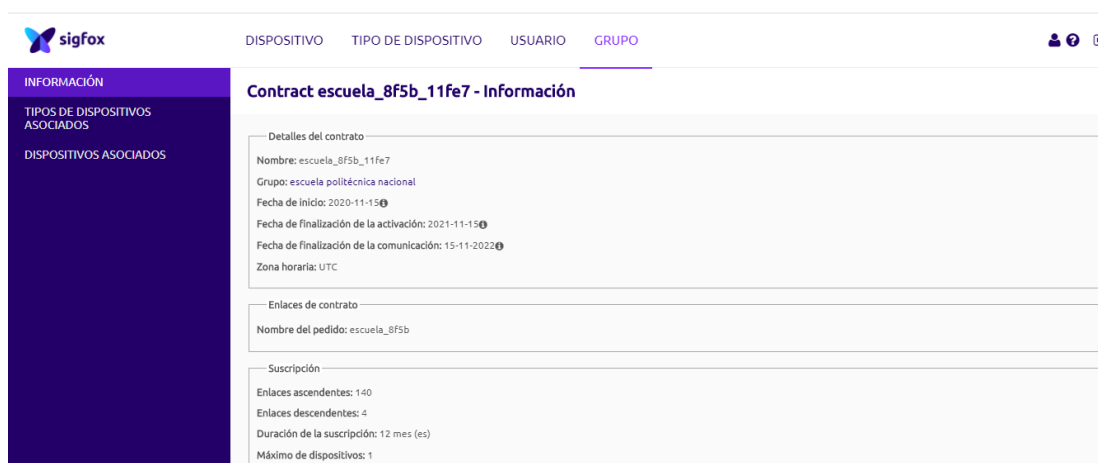 sigfox
DISPOSITIVO TIPO DE DISPOSITIVO USUARIO GRUPO
INFORMACIÓN
TIPOS DE DISPOSITIVOS
ASOCIADOS
DISPOSITIVOS ASOCIADOS
Contract escuela_8f5b_11fe7 - Información
Detalles del contrato
Nombre: escuela_8f5b_11fe7
Grupo: escuela politécnica nacional
Fecha de inicio: 2020-11-15
Fecha de finalización de la activación: 2021-11-15
Fecha de finalización de la comunicación: 15-11-2022
Zona horaria: UTC
Enlaces de contrato
Nombre del pedido: escuela_8f5b
Suscripción
Enlaces ascendentes: 140
Enlaces descendentes: 4
Duración de la suscripción: 12 mes (es)
Máximo de dispositivos: 1